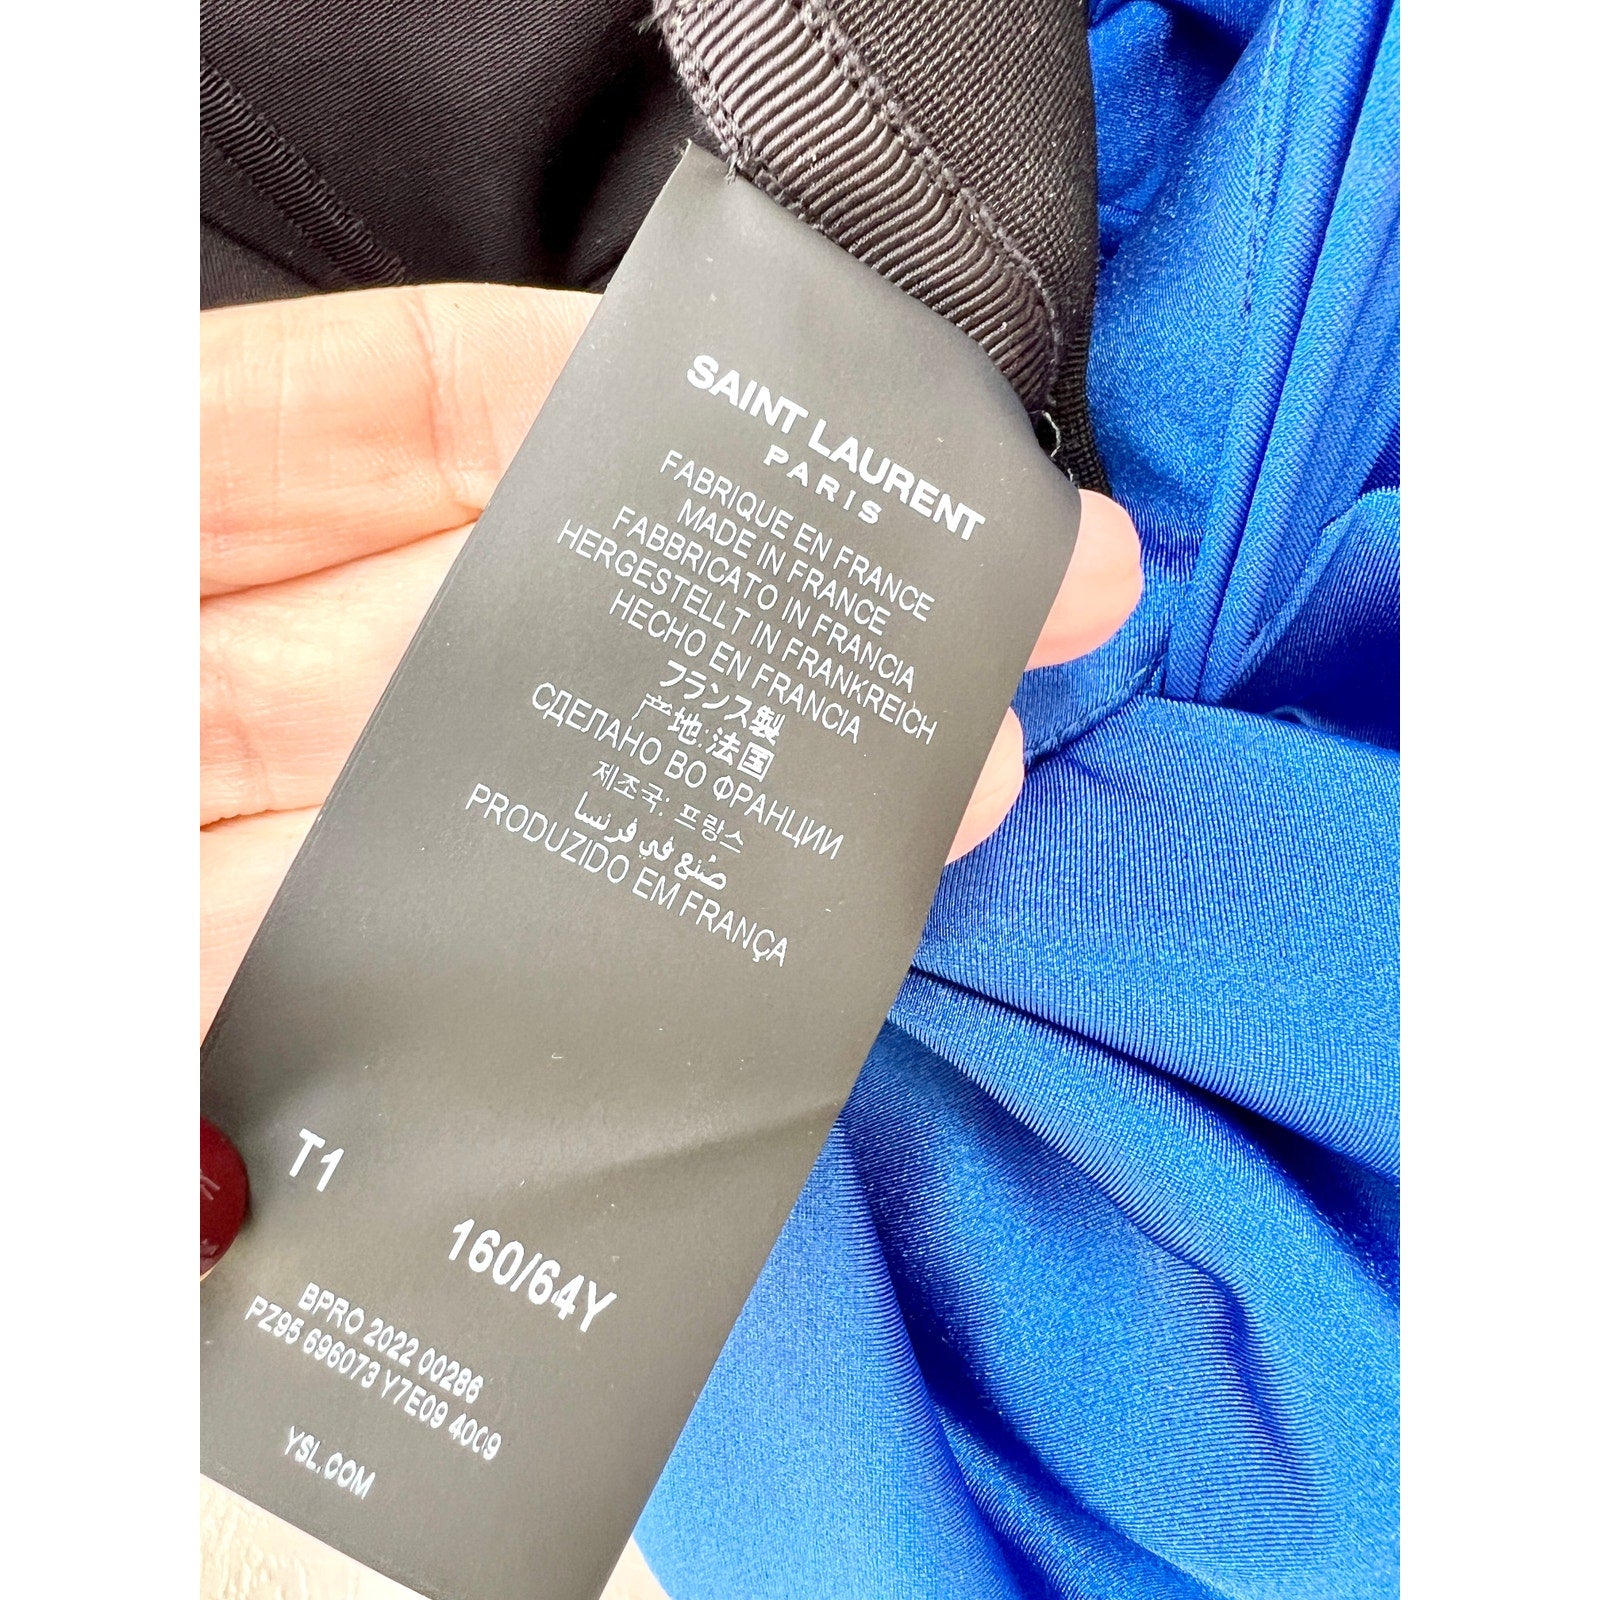 SAINT LAURENT
PARIS
FABRIQUE EN FRANCE
MADE IN FRANCE
FABBRICATO IN FRANCIA
HERGESTELLT IN FRANKREICH
HECHO EN FRANCIA
フランス製
产地:法国
СДЕЛАНО ВО ФРАНЦИИ
제조국: 프랑스
صُنع في فرنسا
PRODUZIDO EM FRANÇA
T1
160/64Y
BPRO 2022 00286
PZ95 696073 Y7E09 4009
YSL.COM